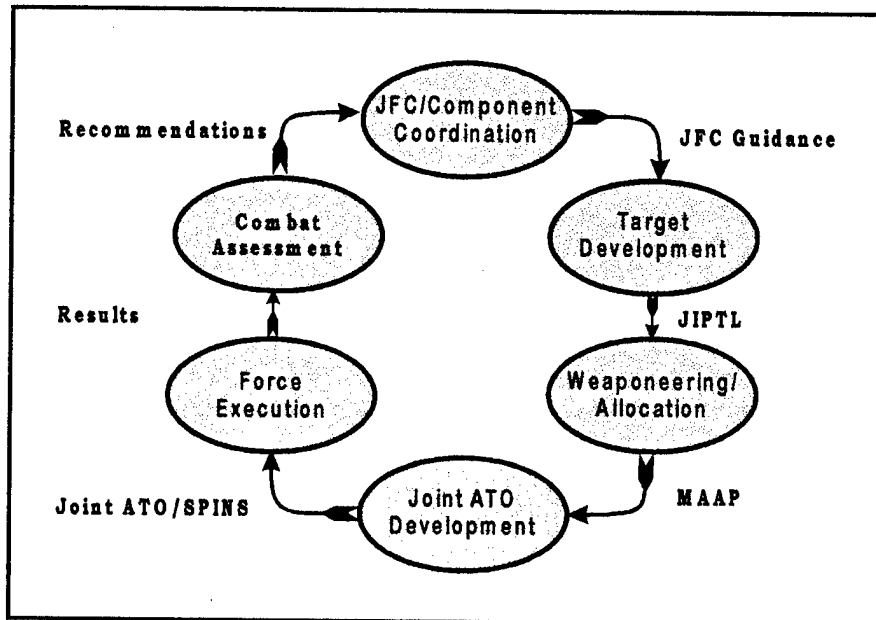 JFC/Component
Coordination
Recommendations
JFC Guidance
Combat
Assessment
Target
Development
Results
JIPTL
Force
Execution
Weaponeering/
Allocation
Joint ATO/SPINS
Joint ATO
Development
MAAP